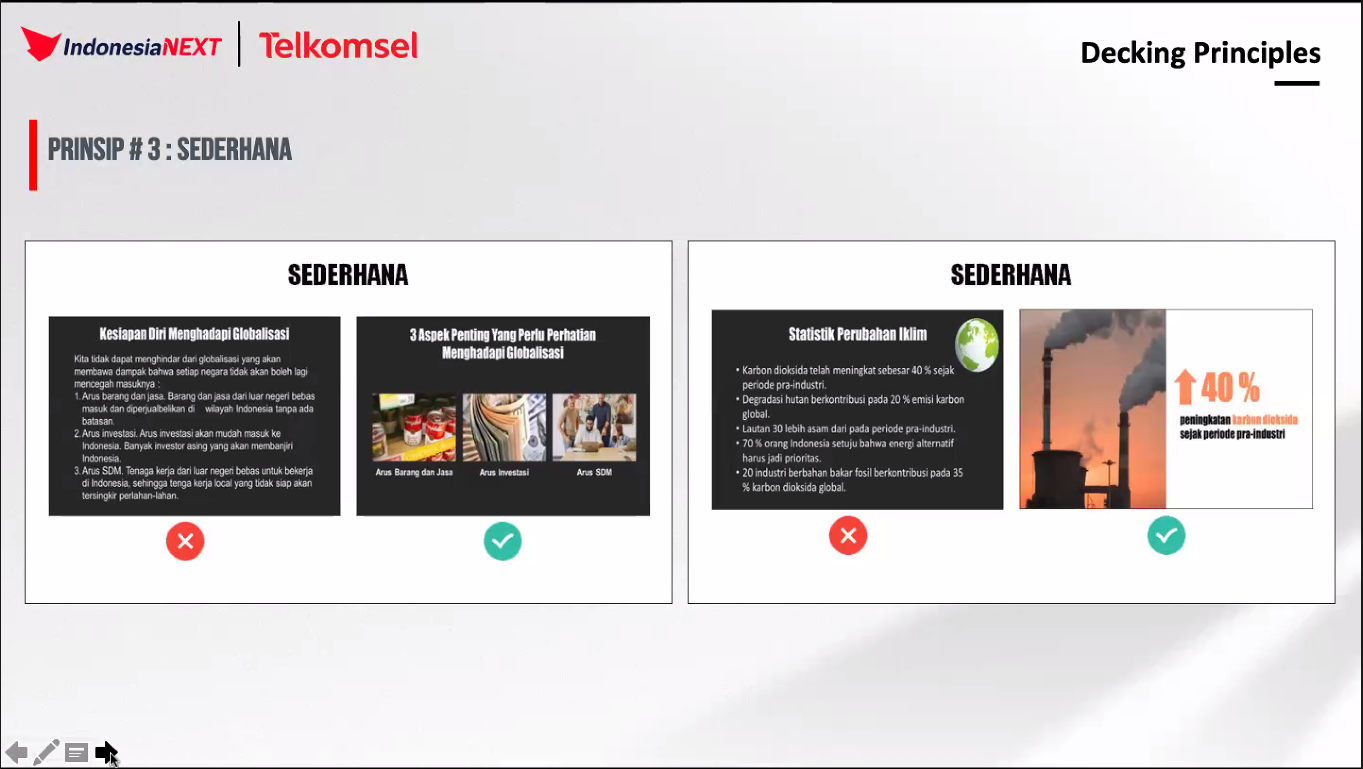 IndonesiaNEXT
Telkomsel
Decking Principles
PRINSIP # 3 : SEDERHANA
SEDERHANA
Kesiapan Diri Menghadapi Globalisasi
Kita tidak dapat menghindar dari globalisasi yang akan
membawa dampak bahwa setiap negara tidak akan boleh lagi
mencegah masuknya :
1. Arus barang dan jasa. Barang dan jasa dari luar negeri bebas
masuk dan diperjualbelikan di wilayah Indonesia tanpa ada
batasan.
2. Arus investasi. Arus investasi akan mudah masuk ke
Indonesia. Banyak investor asing yang akan membanjiri
Indonesia.
3. Arus SDM. Tenaga kerja dari luar negeri bebas untuk bekerja
di Indonesia, sehingga tenaga kerja local yang tidak siap akan
tersingkir perlahan-lahan.
3 Aspek Penting Yang Perlu Perhatian
Menghadapi Globalisasi
Arus Barang dan Jasa
Arus Investasi
Arus SDM
SEDERHANA
Statistik Perubahan Iklim
• Karbon dioksida telah meningkat sebesar 40 % sejak
periode pra-industri.
• Degradasi hutan berkontribusi pada 20 % emisi karbon
global.
• Lautan 30 lebih asam dari pada periode pra-industri.
• 70 % orang Indonesia setuju bahwa energi alternatif
harus jadi prioritas.
• 20 industri berbahan bakar fosil berkontribusi pada 35
% karbon dioksida global.
40 %
peningkatan karbon dioksida
sejak periode pra-industri